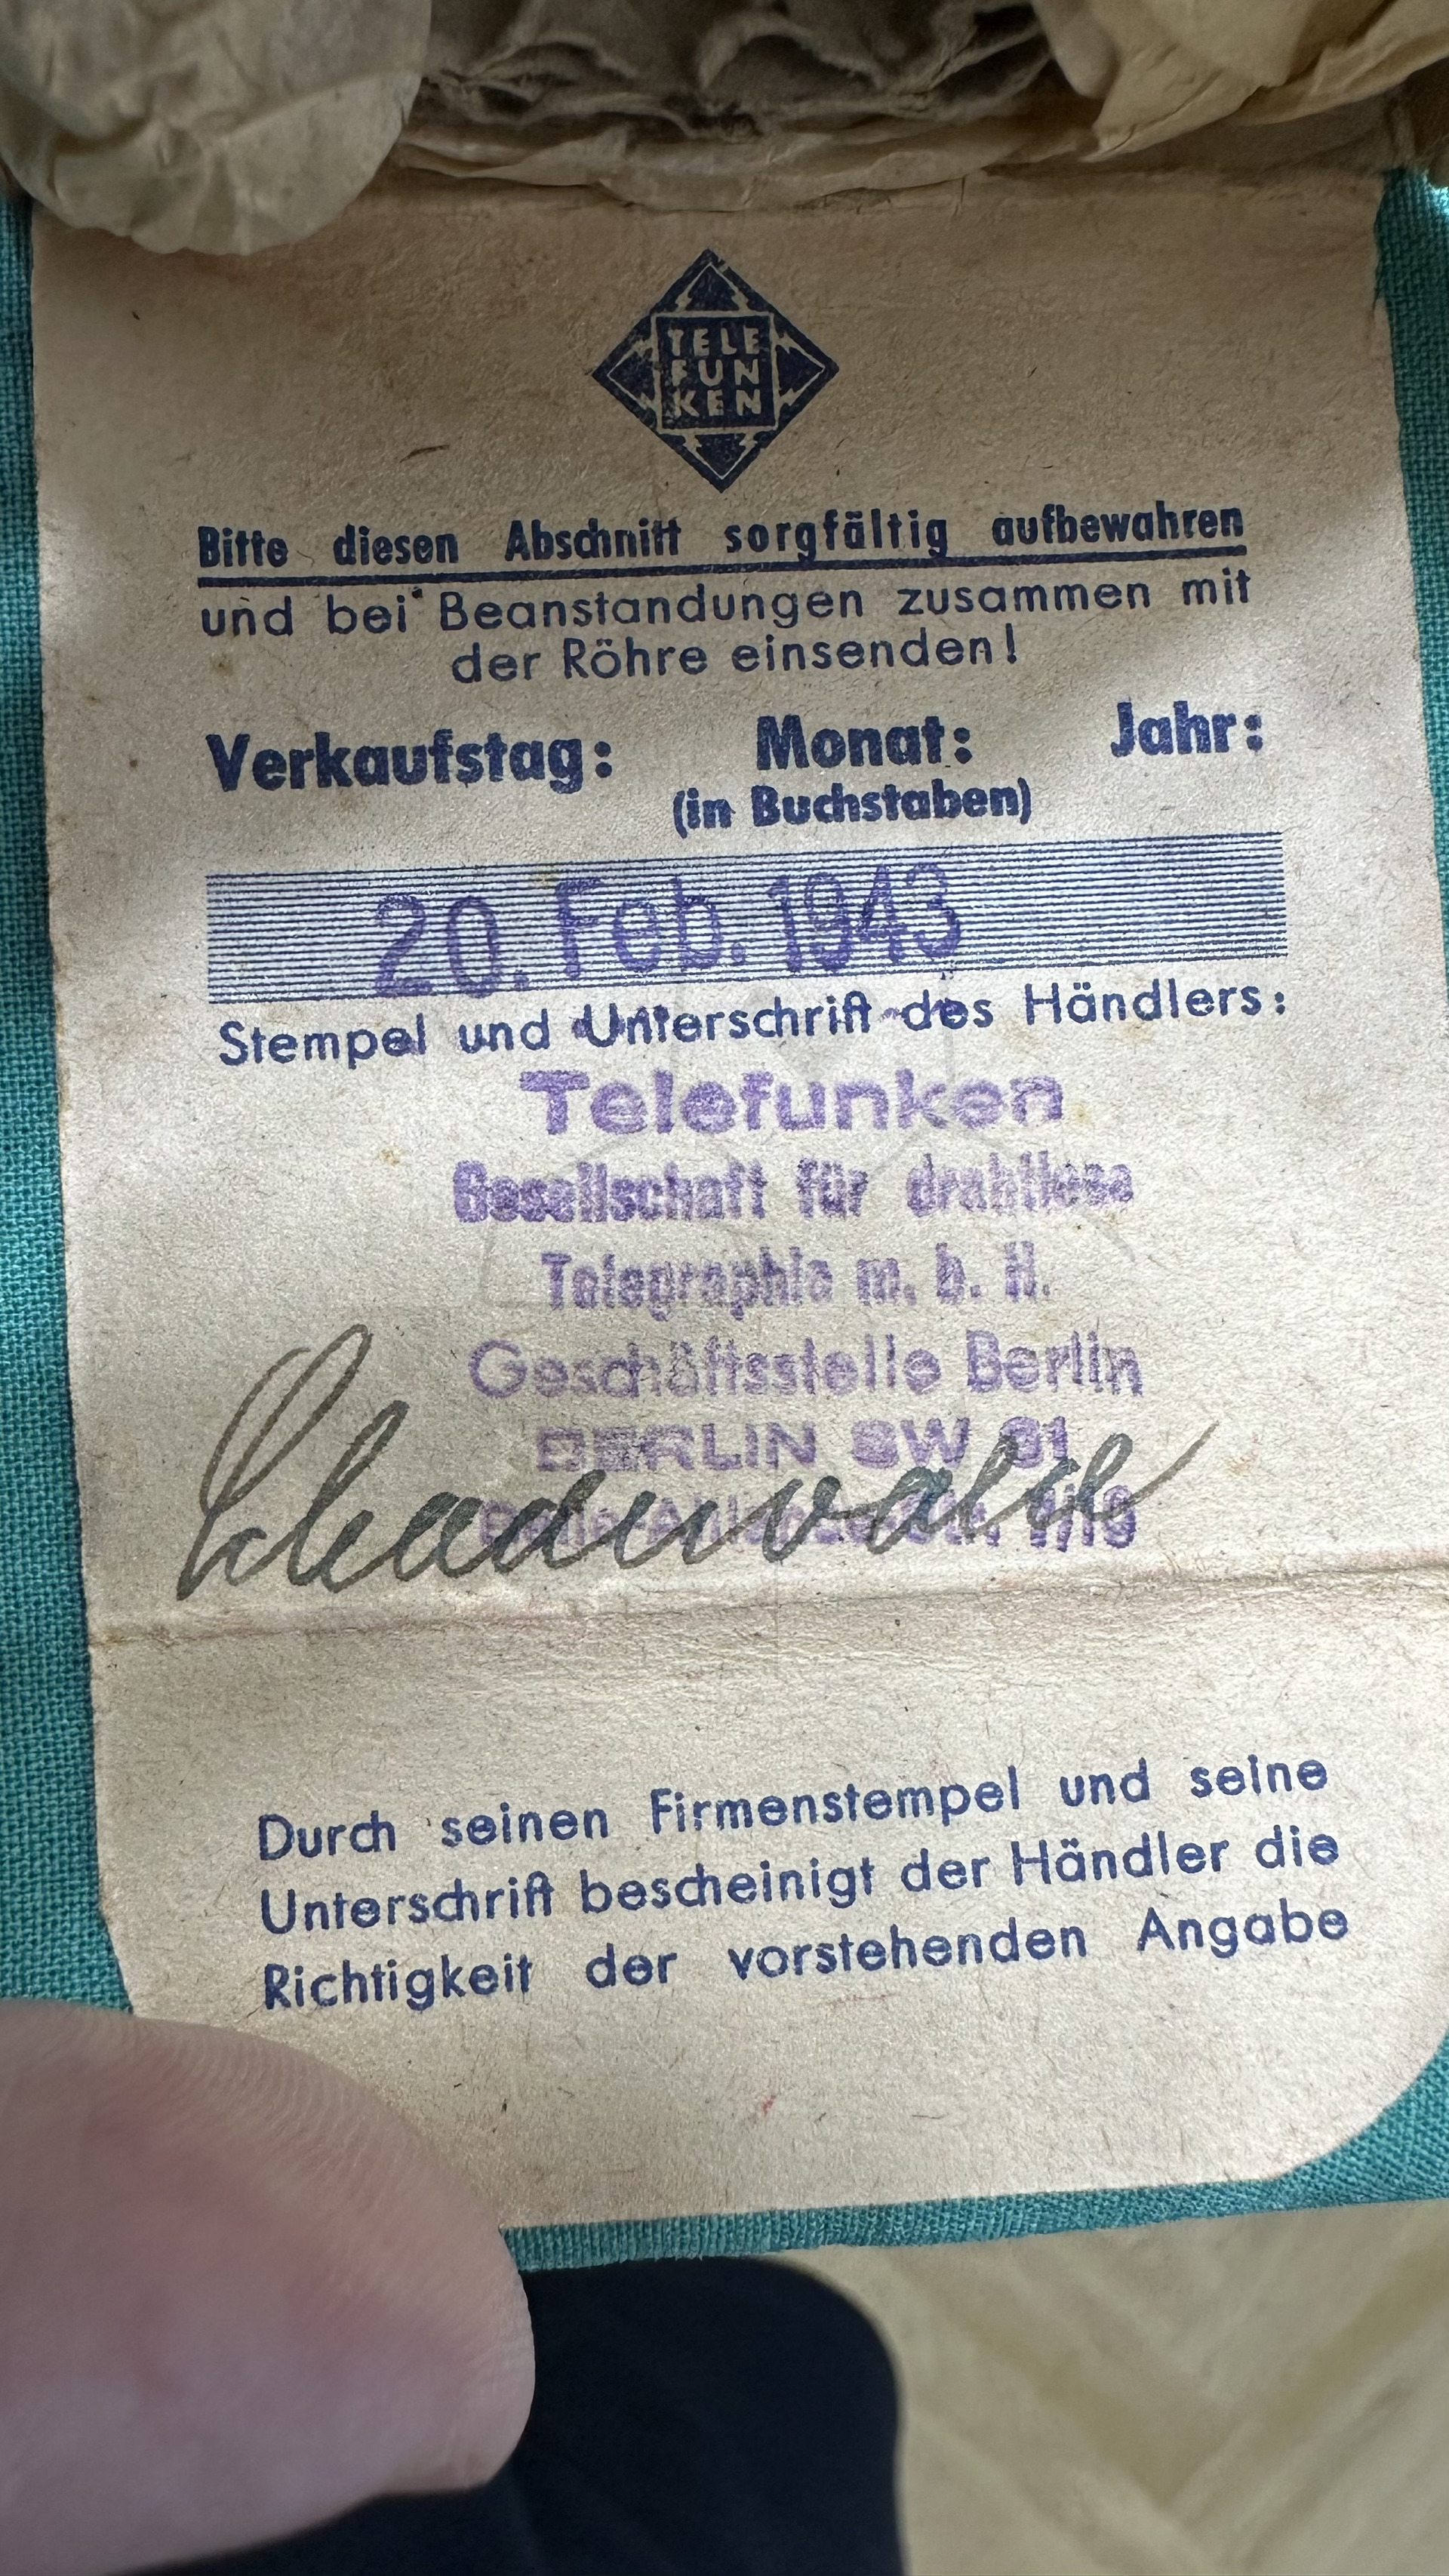 TELE
FUN
KEN
Bitte diesen Abschnitt sorgfältig aufbewahren
und bei Beanstandungen zusammen mit
der Röhre einsenden!
Verkaufstag: Monat: Jahr:
(in Buchstaben)
20. Feb. 1943
Stempel und Unterschrift des Händlers:
Telefunken
Gesellschaft für drahtlose
Telegraphie m. b. H.
Geschäftsstelle Berlin
BERLIN SW 61
Durch seinen Firmenstempel und seine
Unterschrift bescheinigt der Händler die
Richtigkeit der vorstehenden Angabe